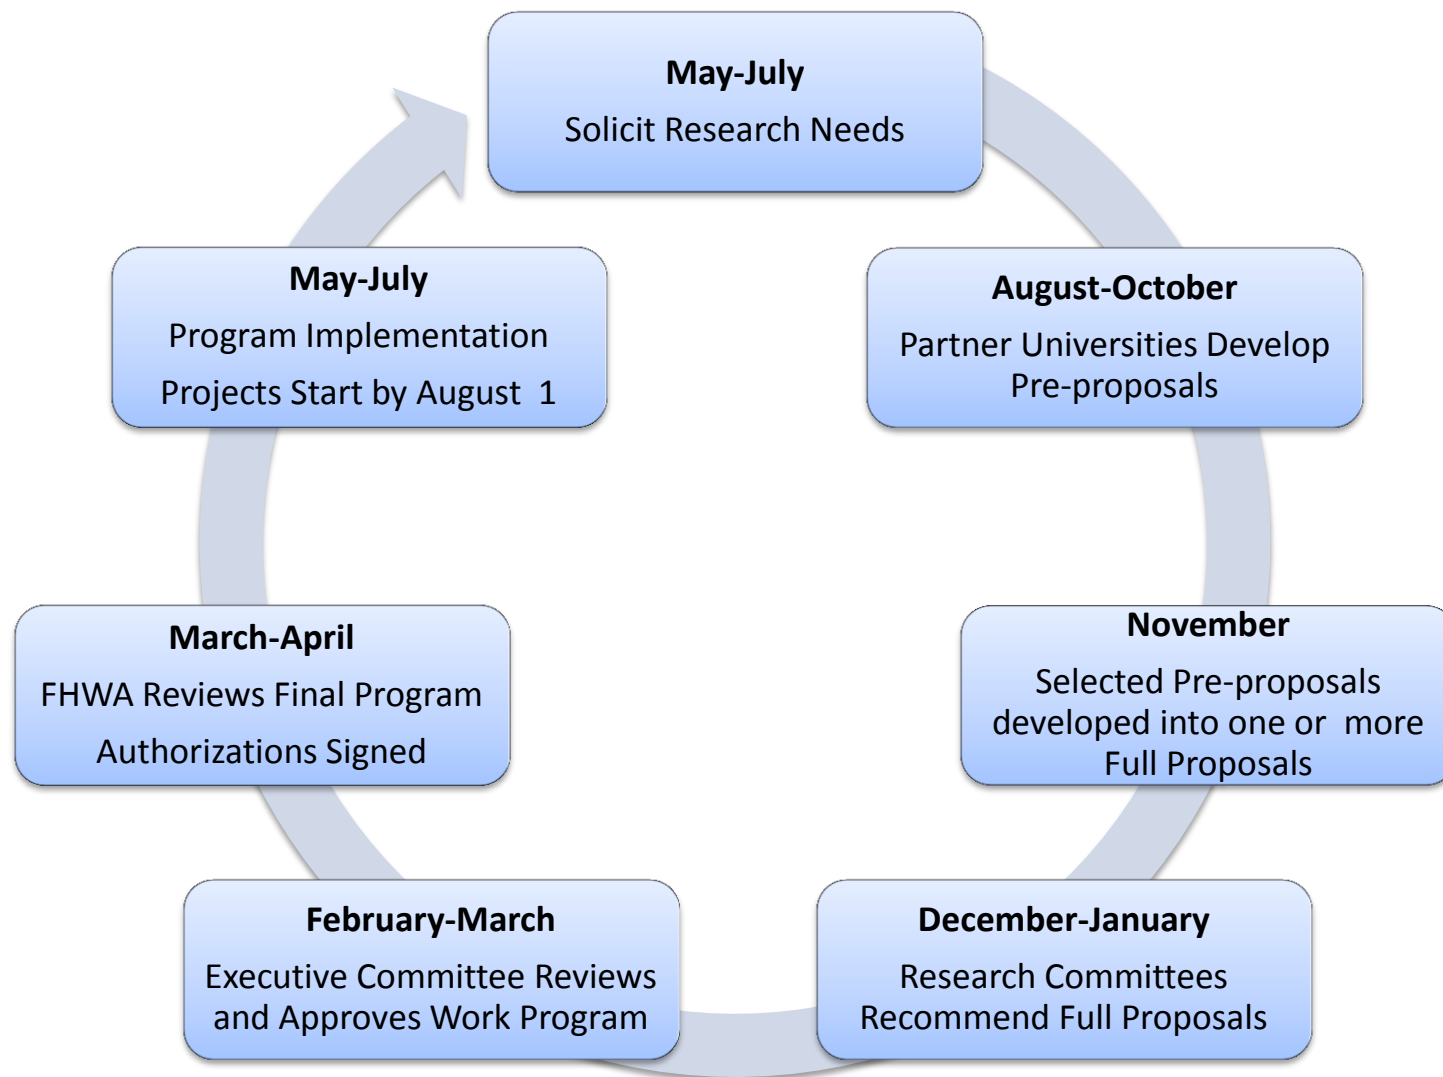 May-July
Solicit Research Needs
August-October
Partner Universities Develop
Pre-proposals
November
Selected Pre-proposals
developed into one or  more
Full Proposals
December-January
Research Committees
Recommend Full Proposals
February-March
Executive Committee Reviews
and Approves Work Program
March-April
FHWA Reviews Final Program
Authorizations Signed
May-July
Program Implementation
Projects Start by August  1